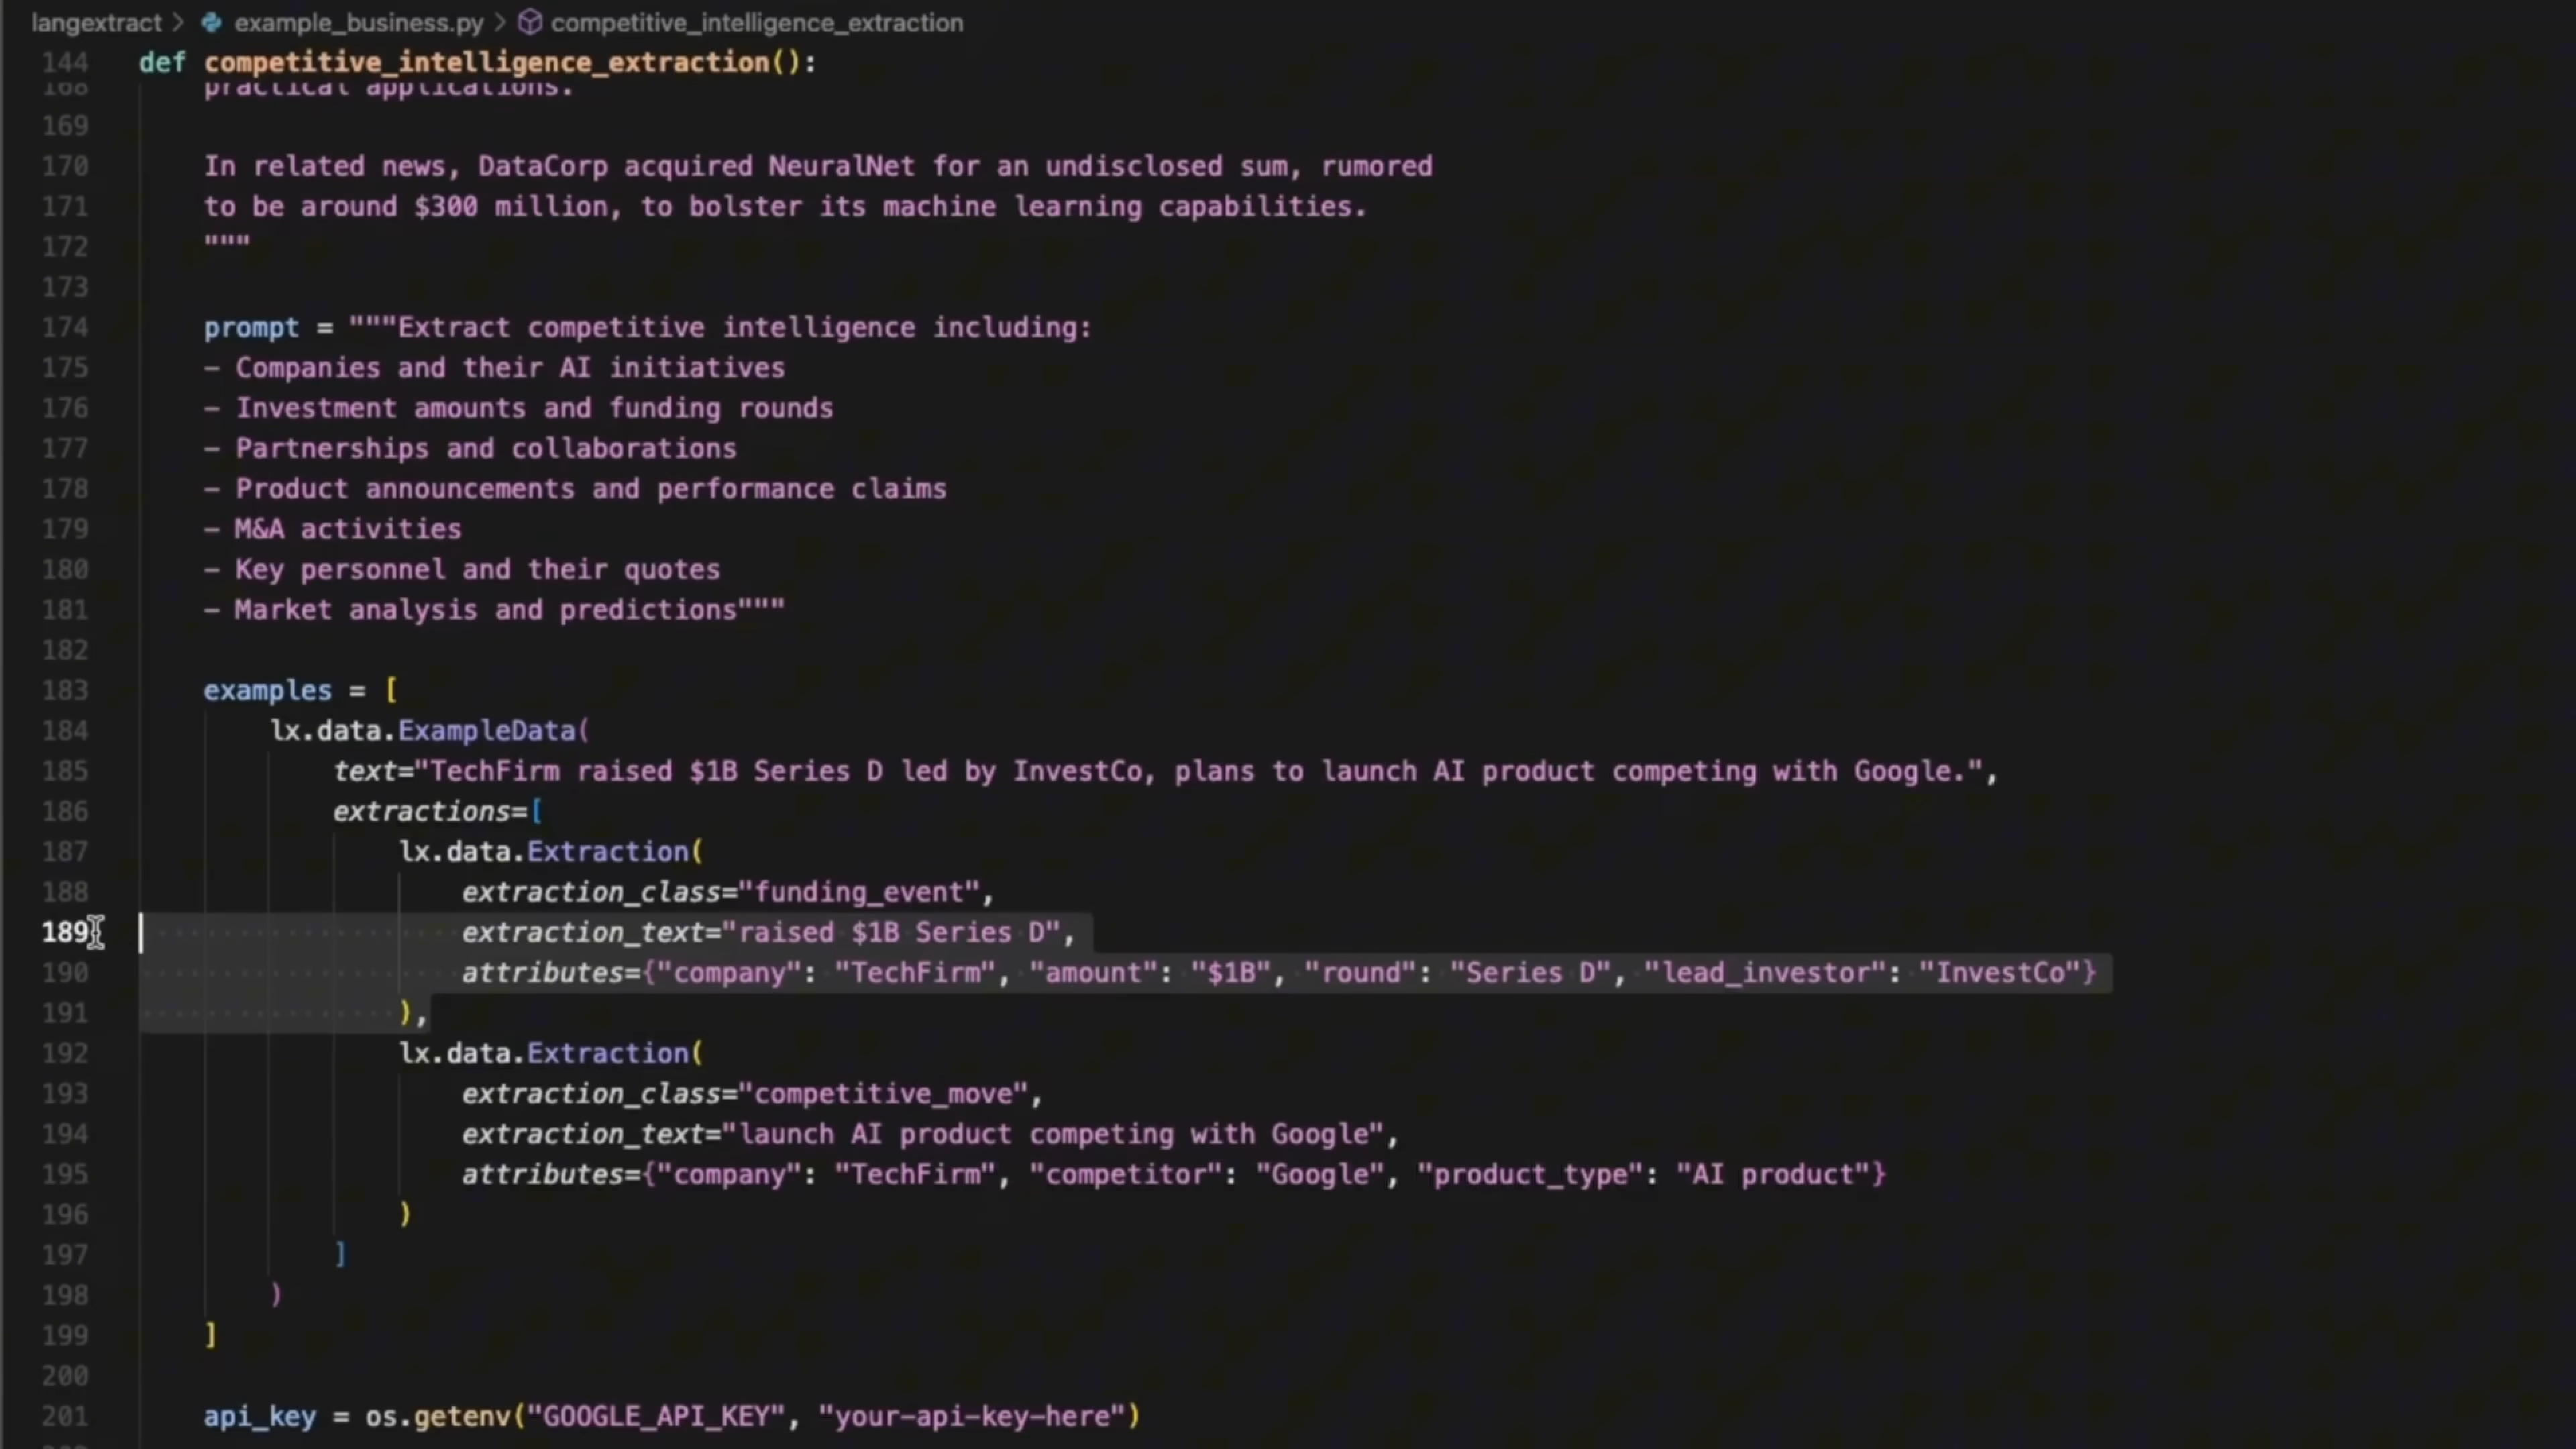 langextract > example_business.py > competitive_intelligence_extraction
144 def competitive_intelligence_extraction():
168 practical applications.
169
170 In related news, DataCorp acquired NeuralNet for an undisclosed sum, rumored
171 to be around $300 million, to bolster its machine learning capabilities.
172 """
173
174 prompt = """Extract competitive intelligence including:
175 - Companies and their AI initiatives
176 - Investment amounts and funding rounds
177 - Partnerships and collaborations
178 - Product announcements and performance claims
179 - M&A activities
180 - Key personnel and their quotes
181 - Market analysis and predictions"""
182
183 examples = [
184 lx.data.ExampleData(
185 text="TechFirm raised $1B Series D led by InvestCo, plans to launch AI product competing with Google.",
186 extractions=[
187 lx.data.Extraction(
188 extraction_class="funding_event",
189 extraction_text="raised $1B Series D",
190 attributes={"company": "TechFirm", "amount": "$1B", "round": "Series D", "lead_investor": "InvestCo"}
191 ),
192 lx.data.Extraction(
193 extraction_class="competitive_move",
194 extraction_text="launch AI product competing with Google",
195 attributes={"company": "TechFirm", "competitor": "Google", "product_type": "AI product"}
196 )
197 ]
198 )
199 ]
200
201 api_key = os.getenv("GOOGLE_API_KEY", "your-api-key-here")